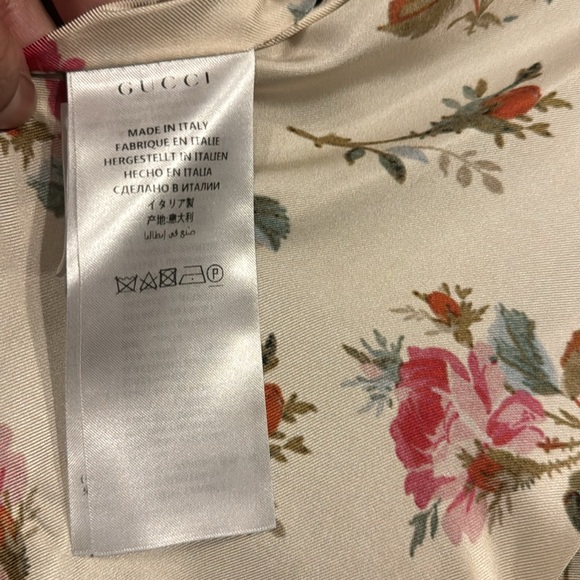 GUCCI
MADE IN ITALY
FABRIQUE EN ITALIE
HERGESTELLT IN ITALIEN
HECHO EN ITALIA
СДЕЛАНО В ИТАЛИИ
イタリア製
产地:意大利
صنع في إيطاليا
P